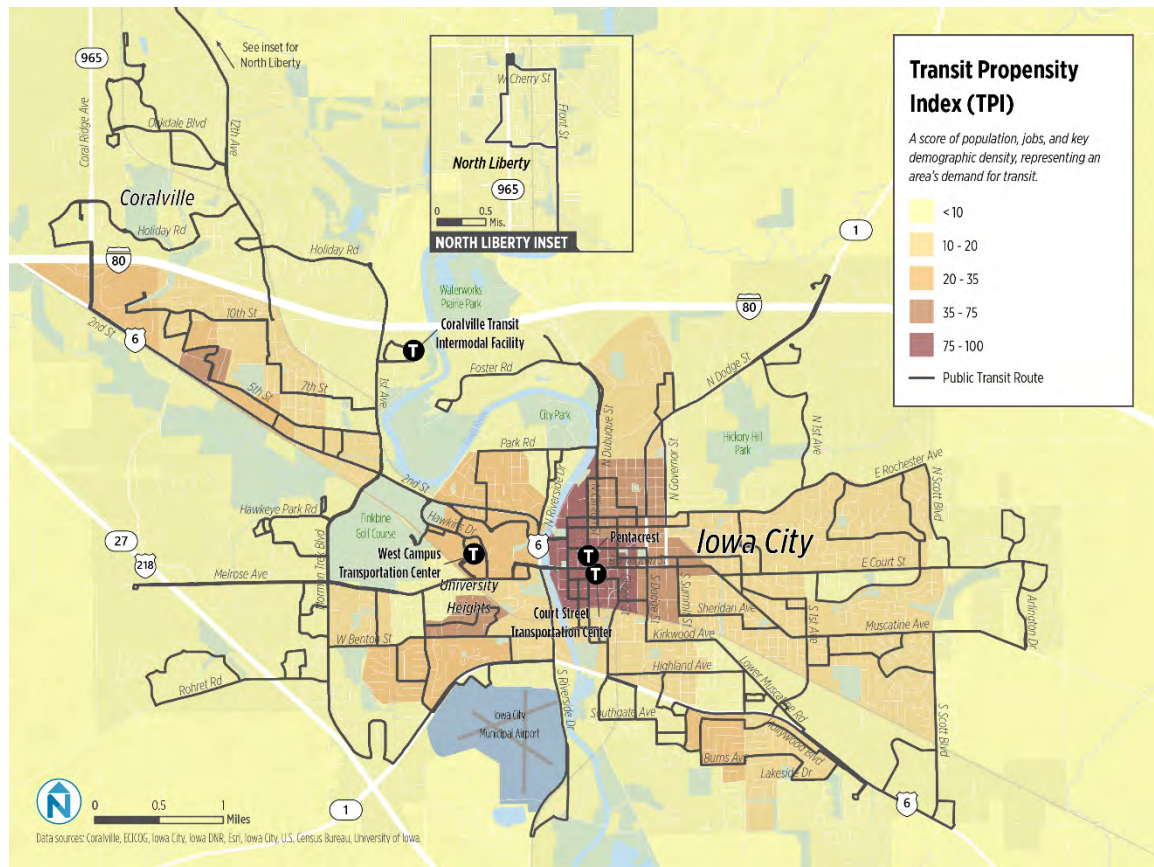 965
See inset for
North Liberty
Coral Ridge Ave
Oakdale Blvd
12th Ave
Coralville
Holiday Rd
Holiday Rd
80
W Cherry St
Front St
North Liberty
965
0 0.5
Mis.
NORTH LIBERTY INSET
Transit Propensity
Index (TPI)
A score of population, jobs, and key
demographic density, representing an
area's demand for transit.
< 10
10 - 20
20 - 35
35 - 75
75 - 100
Public Transit Route
1
80
Waterworks
Prairie Park
Coralville Transit
Intermodal Facility
T
2nd St
6
10th St
5th St
7th St
1st Ave
Foster Rd
City Park
Iowa River
N Dubuque St
N Dodge St
N Governor St
Hickory Hill
Park
N 1st Ave
E Rochester Ave
N Scott Blvd
Park Rd
N Riverside Dr
2nd St
Hawkeye Park Rd
Finkbine
Golf Course
Hawkins Dr
27
218
Melrose Ave
Mormon Trek Blvd
West Campus
Transportation Center
T
University
Heights
6
Pentacrest
T
T
Iowa City
E Court St
Court Street
Transportation Center
S Dodge St
S Summit St
Sheridan Ave
S 1st Ave
Muscatine Ave
Arlington Dr
W Benton St
Kirkwood Ave
Highland Ave
Lower Muscatine Rd
Rohret Rd
S Riverside Dr
Southgate Ave
Hollywood Blvd
Burns Ave
Lakeside Dr
S Scott Blvd
6
Iowa City
Municipal Airport
1
N
0 0.5 1
Miles
Data sources: Coralville, ECICOG, Iowa City, Iowa DNR, Esri, Iowa City, U.S. Census Bureau, University of Iowa.